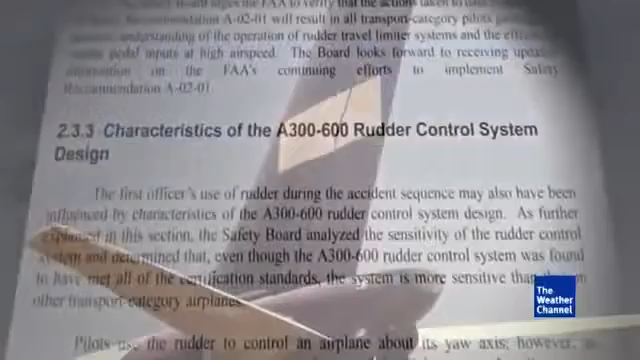 FAA to verify that the actions taken to
A-02-01 will result in all transport-category pilots
understanding of the operation of rudder travel limiter systems and the
pedal inputs at high airspeed. The Board looks forward to receiving
information on the FAA's continuing efforts to implement Safety
Recommendation A-02-01.
2.3.3 Characteristics of the A300-600 Rudder Control System
Design
The first officer's use of rudder during the accident sequence may also have been
influenced by characteristics of the A300-600 rudder control system design. As further
explained in this section, the Safety Board analyzed the sensitivity of the rudder control
system and determined that, even though the A300-600 rudder control system was found
to have met all of the certification standards, the system is more sensitive than
other transport-category airplanes.
Pilots use the rudder to control an airplane about its yaw axis; however,
The
Weather
Channel